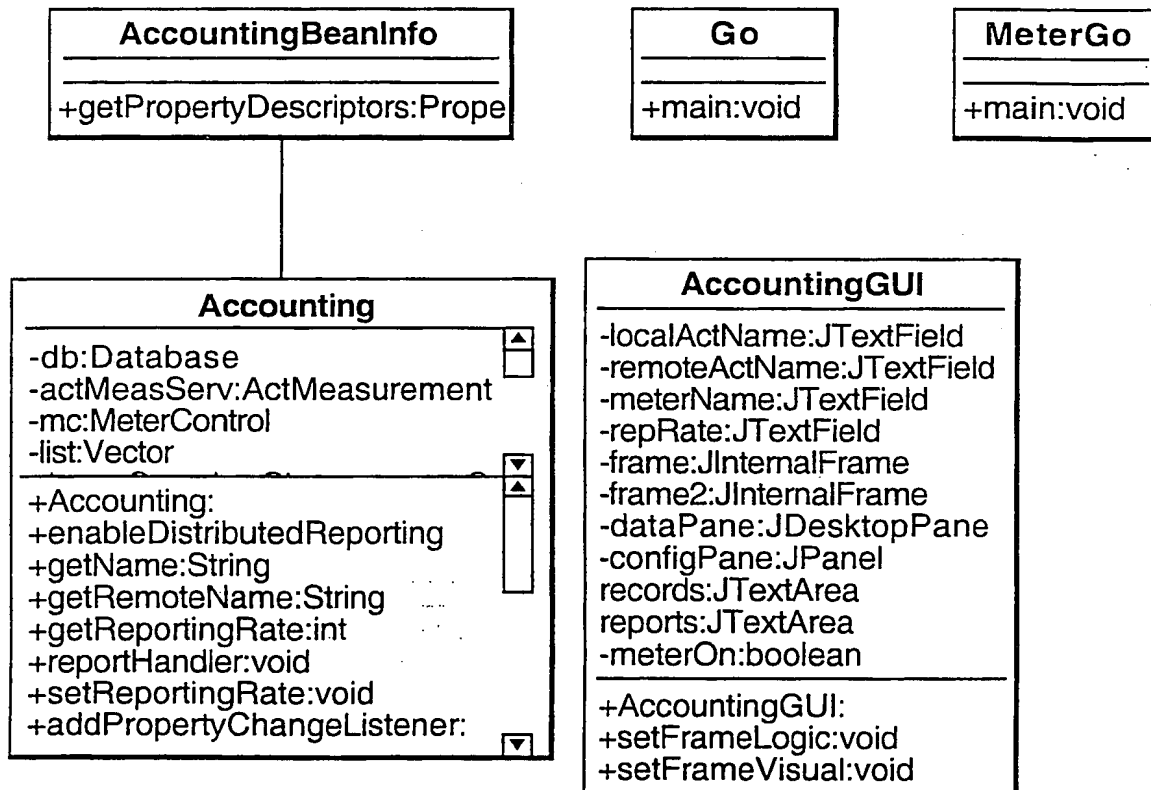 AccountingBeanInfo
+getPropertyDescriptors:Prope
Go
+main:void
MeterGo
+main:void
Accounting
-db:Database
-actMeasServ:ActMeasurement
-mc:MeterControl
-list:Vector
+Accounting:
+enableDistributedReporting
+getName:String
+getRemoteName:String
+getReportingRate:int
+reportHandler:void
+setReportingRate:void
+addPropertyChangeListener:
AccountingGUI
-localActName:JTextField
-remoteActName:JTextField
-meterName:JTextField
-repRate:JTextField
-frame:JInternalFrame
-frame2:JInternalFrame
-dataPane:JDesktopPane
-configPane:JPanel
records:JTextArea
reports:JTextArea
-meterOn:boolean
+AccountingGUI:
+setFrameLogic:void
+setFrameVisual:void